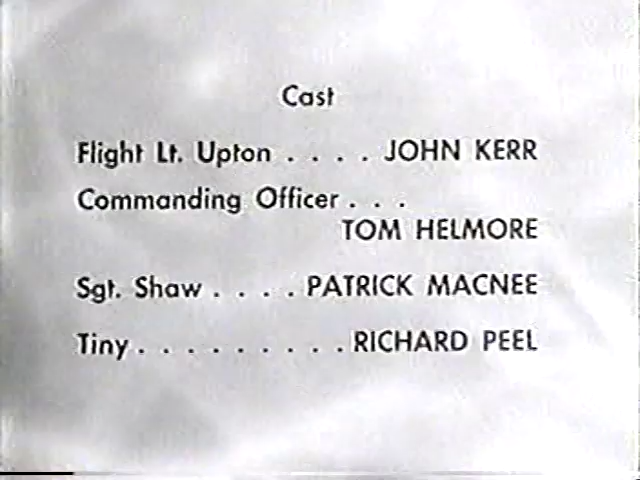 Cast
Flight Lt. Upton . . . . JOHN KERR
Commanding Officer . . .
TOM HELMORE
Sgt. Shaw . . . . PATRICK MACNEE
Tiny . . . . . . . . . RICHARD PEEL